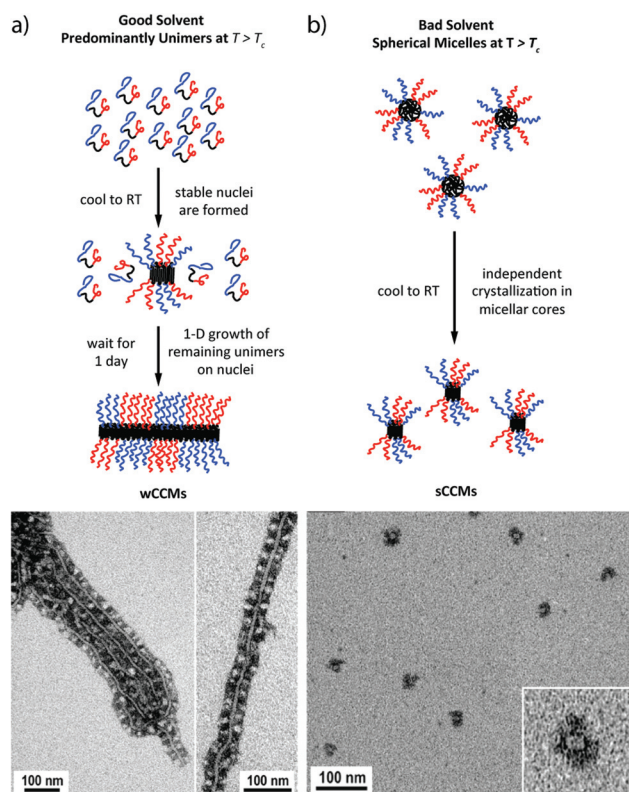 a)
Good Solvent
Predominantly Unimers at T > Tc
cool to RT
stable nuclei
are formed
wait for
1 day
1-D growth of
remaining unimers
on nuclei
wCCMs
100 nm
100 nm
b)
Bad Solvent
Spherical Micelles at T > Tc
cool to RT
independent
crystallization in
micellar cores
sCCMs
100 nm